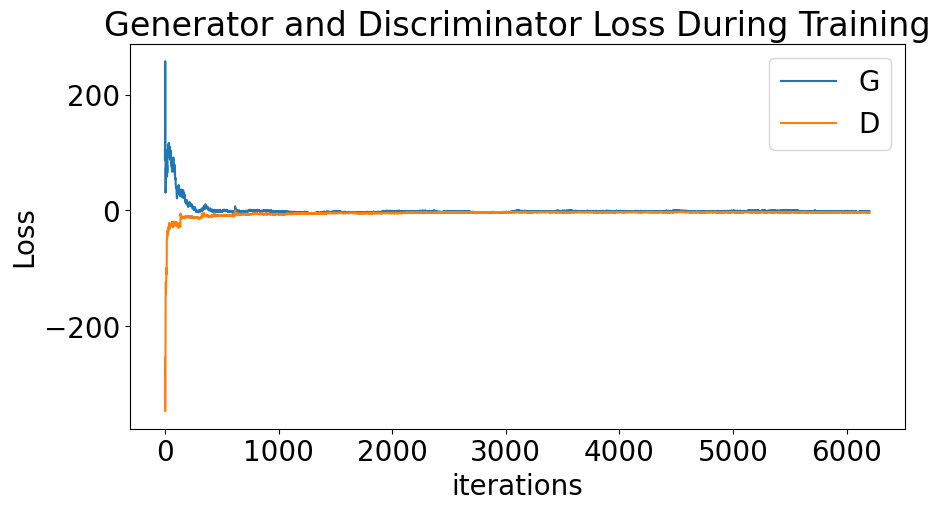 Generator and Discriminator Loss During Training
G
D
Loss
200
0
−200
0 1000 2000 3000 4000 5000 6000
iterations